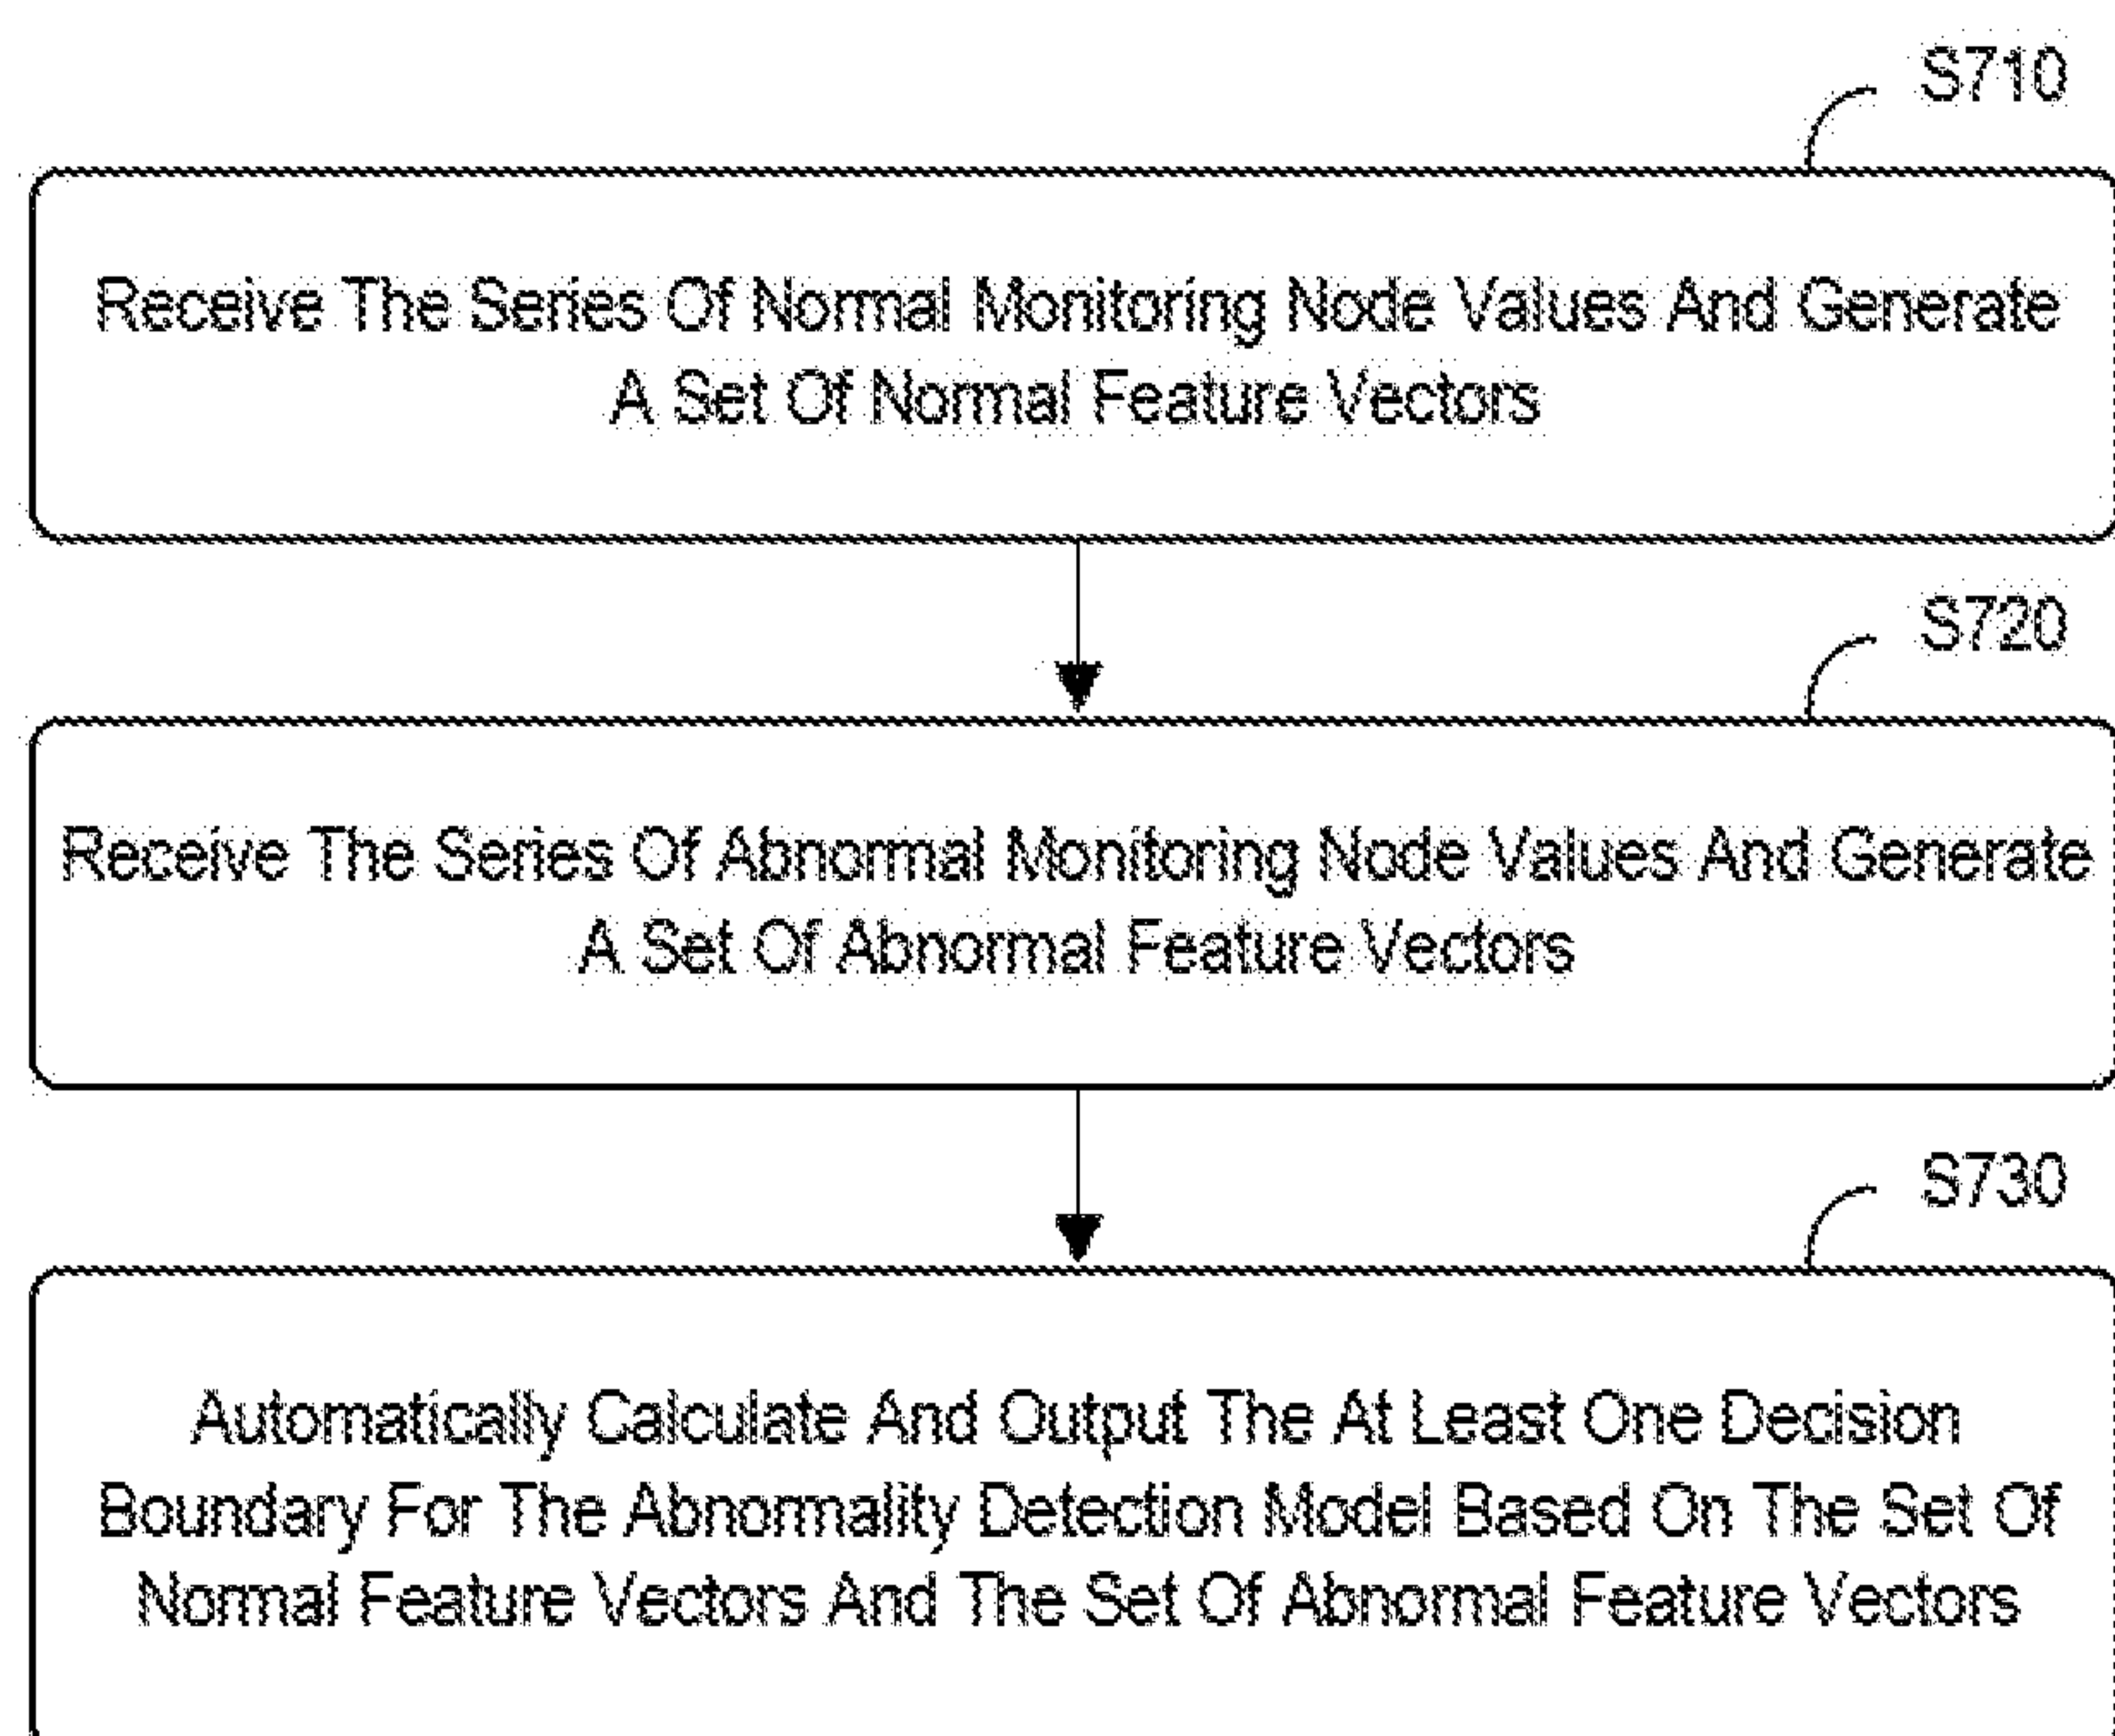 S710
Receive The Series Of Normal Monitoring Node Values And Generate
A Set Of Normal Feature Vectors
S720
Receive The Series Of Abnormal Monitoring Node Values And Generate
A Set Of Abnormal Feature Vectors
S730
Automatically Calculate And Output The At Least One Decision
Boundary For The Abnormality Detection Model Based On The Set Of
Normal Feature Vectors And The Set Of Abnormal Feature Vectors